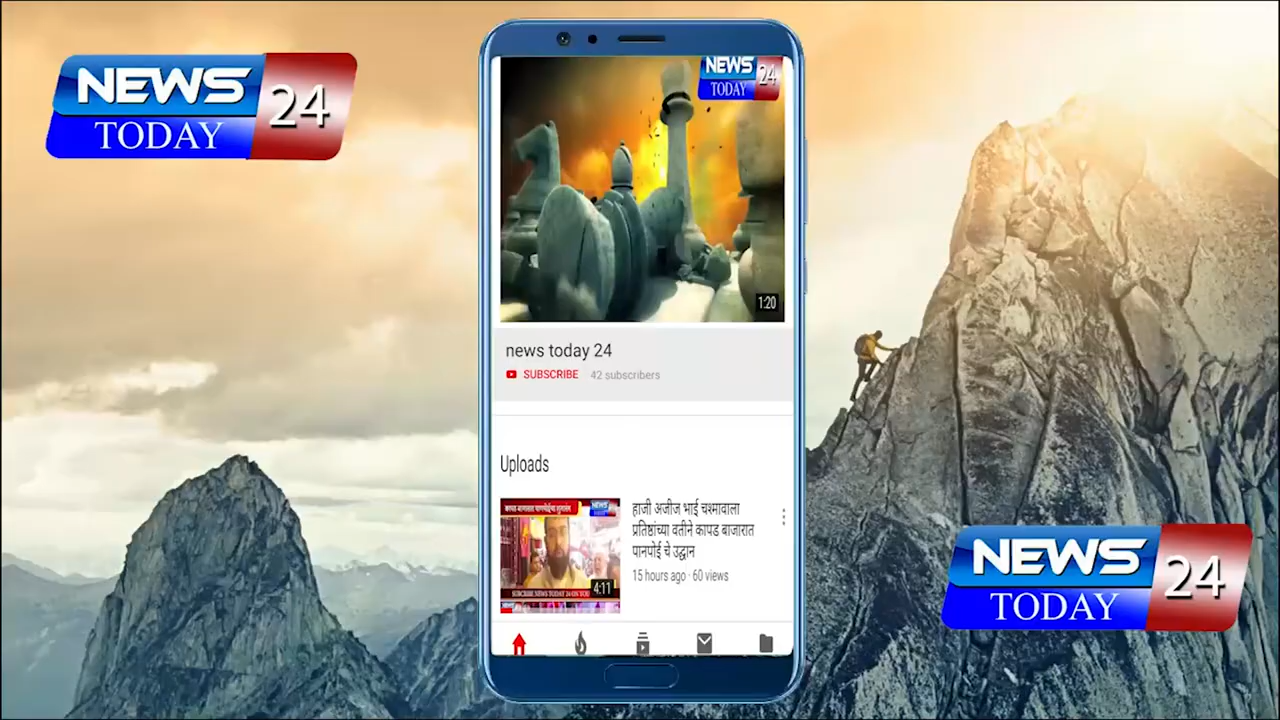 NEWS
24
TODAY
NEWS
24
TODAY
1:20
news today 24
SUBSCRIBE 42 subscribers
Uploads
हाजी अजीज भाई चश्मावाला
प्रतिष्ठांच्या वतीने कापड बाजारात
पानपोई चे उद्घान
15 hours ago · 60 views
4:11
NEWS
24
TODAY